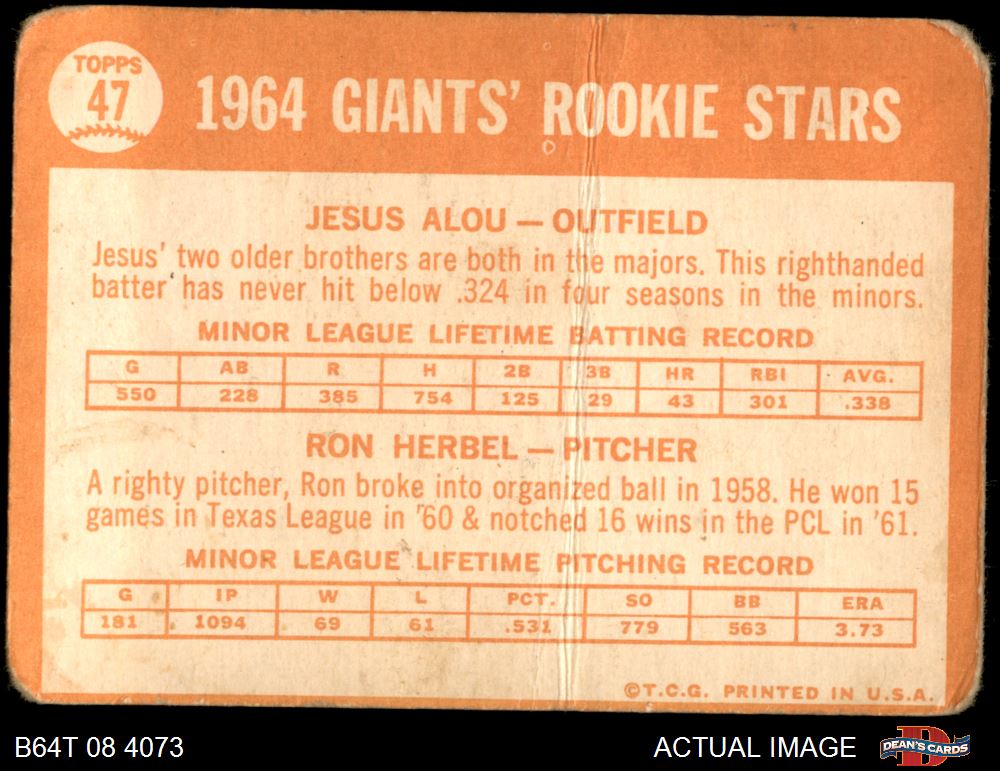 TOPPS
47
1964 GIANTS' ROOKIE STARS
JESUS ALOU — OUTFIELD
Jesus' two older brothers are both in the majors. This righthanded
batter has never hit below .324 in four seasons in the minors.
MINOR LEAGUE LIFETIME BATTING RECORD
G AB R H 2B 3B HR RBI AVG.
550 228 385 754 125 29 43 301 .338
RON HERBEL — PITCHER
A righty pitcher, Ron broke into organized ball in 1958. He won 15
games in Texas League in '60 & notched 16 wins in the PCL in '61.
MINOR LEAGUE LIFETIME PITCHING RECORD
G IP W L PCT. SO BB ERA
181 1094 69 61 .531 779 563 3.73
©T.C.G. PRINTED IN U.S.A.
B64T 08 4073
ACTUAL IMAGE
DEAN'S CARDS